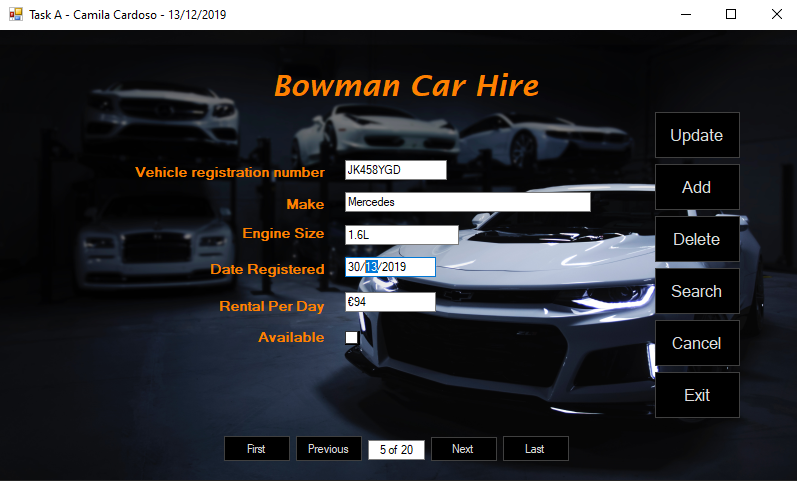 Task A - Camila Cardoso - 13/12/2019
Bowman Car Hire
Update
Vehicle registration number JK458YGD
Add
Make Mercedes
Engine Size 1.6L
Delete
Date Registered 30/13/2019
Search
Rental Per Day €94
Available
Cancel
Exit
First Previous 5 of 20 Next Last